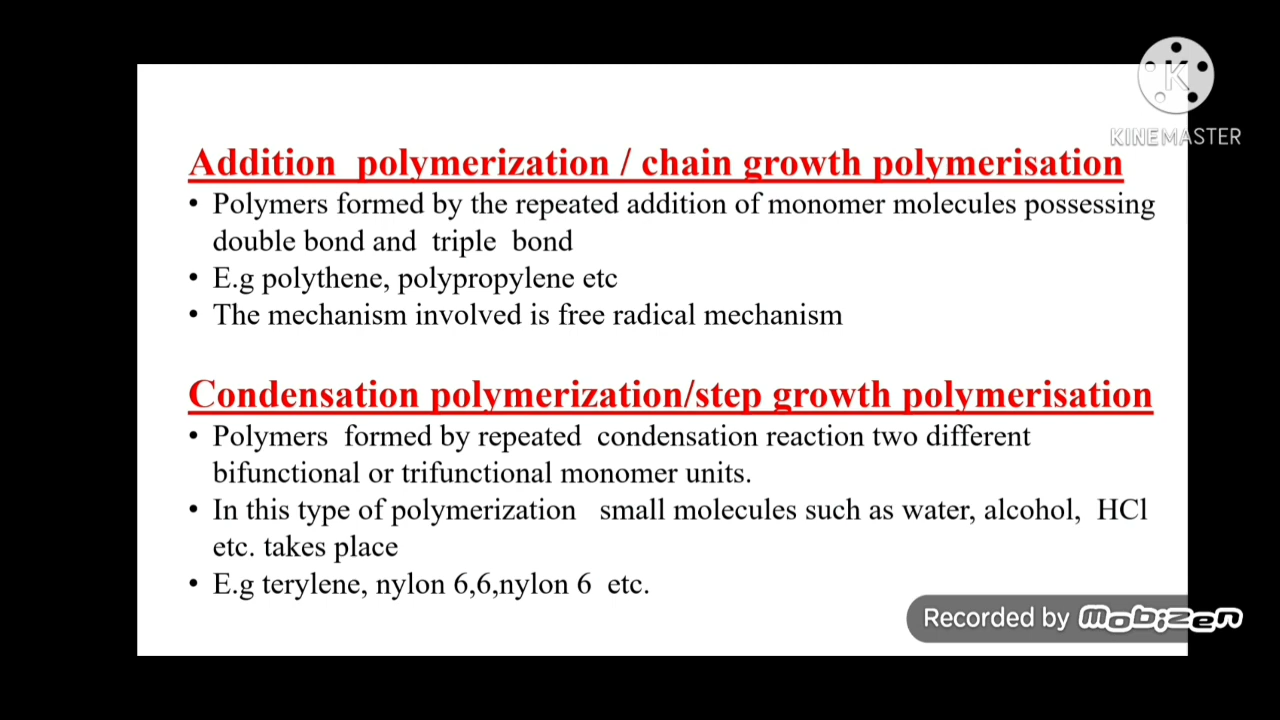 KINEMASTER
Addition polymerization / chain growth polymerisation
• Polymers formed by the repeated addition of monomer molecules possessing
double bond and triple bond
• E.g polythene, polypropylene etc
• The mechanism involved is free radical mechanism
Condensation polymerization/step growth polymerisation
• Polymers formed by repeated condensation reaction two different
bifunctional or trifunctional monomer units.
• In this type of polymerization small molecules such as water, alcohol, HCl
etc. takes place
• E.g terylene, nylon 6,6,nylon 6 etc.
Recorded by Mobizen